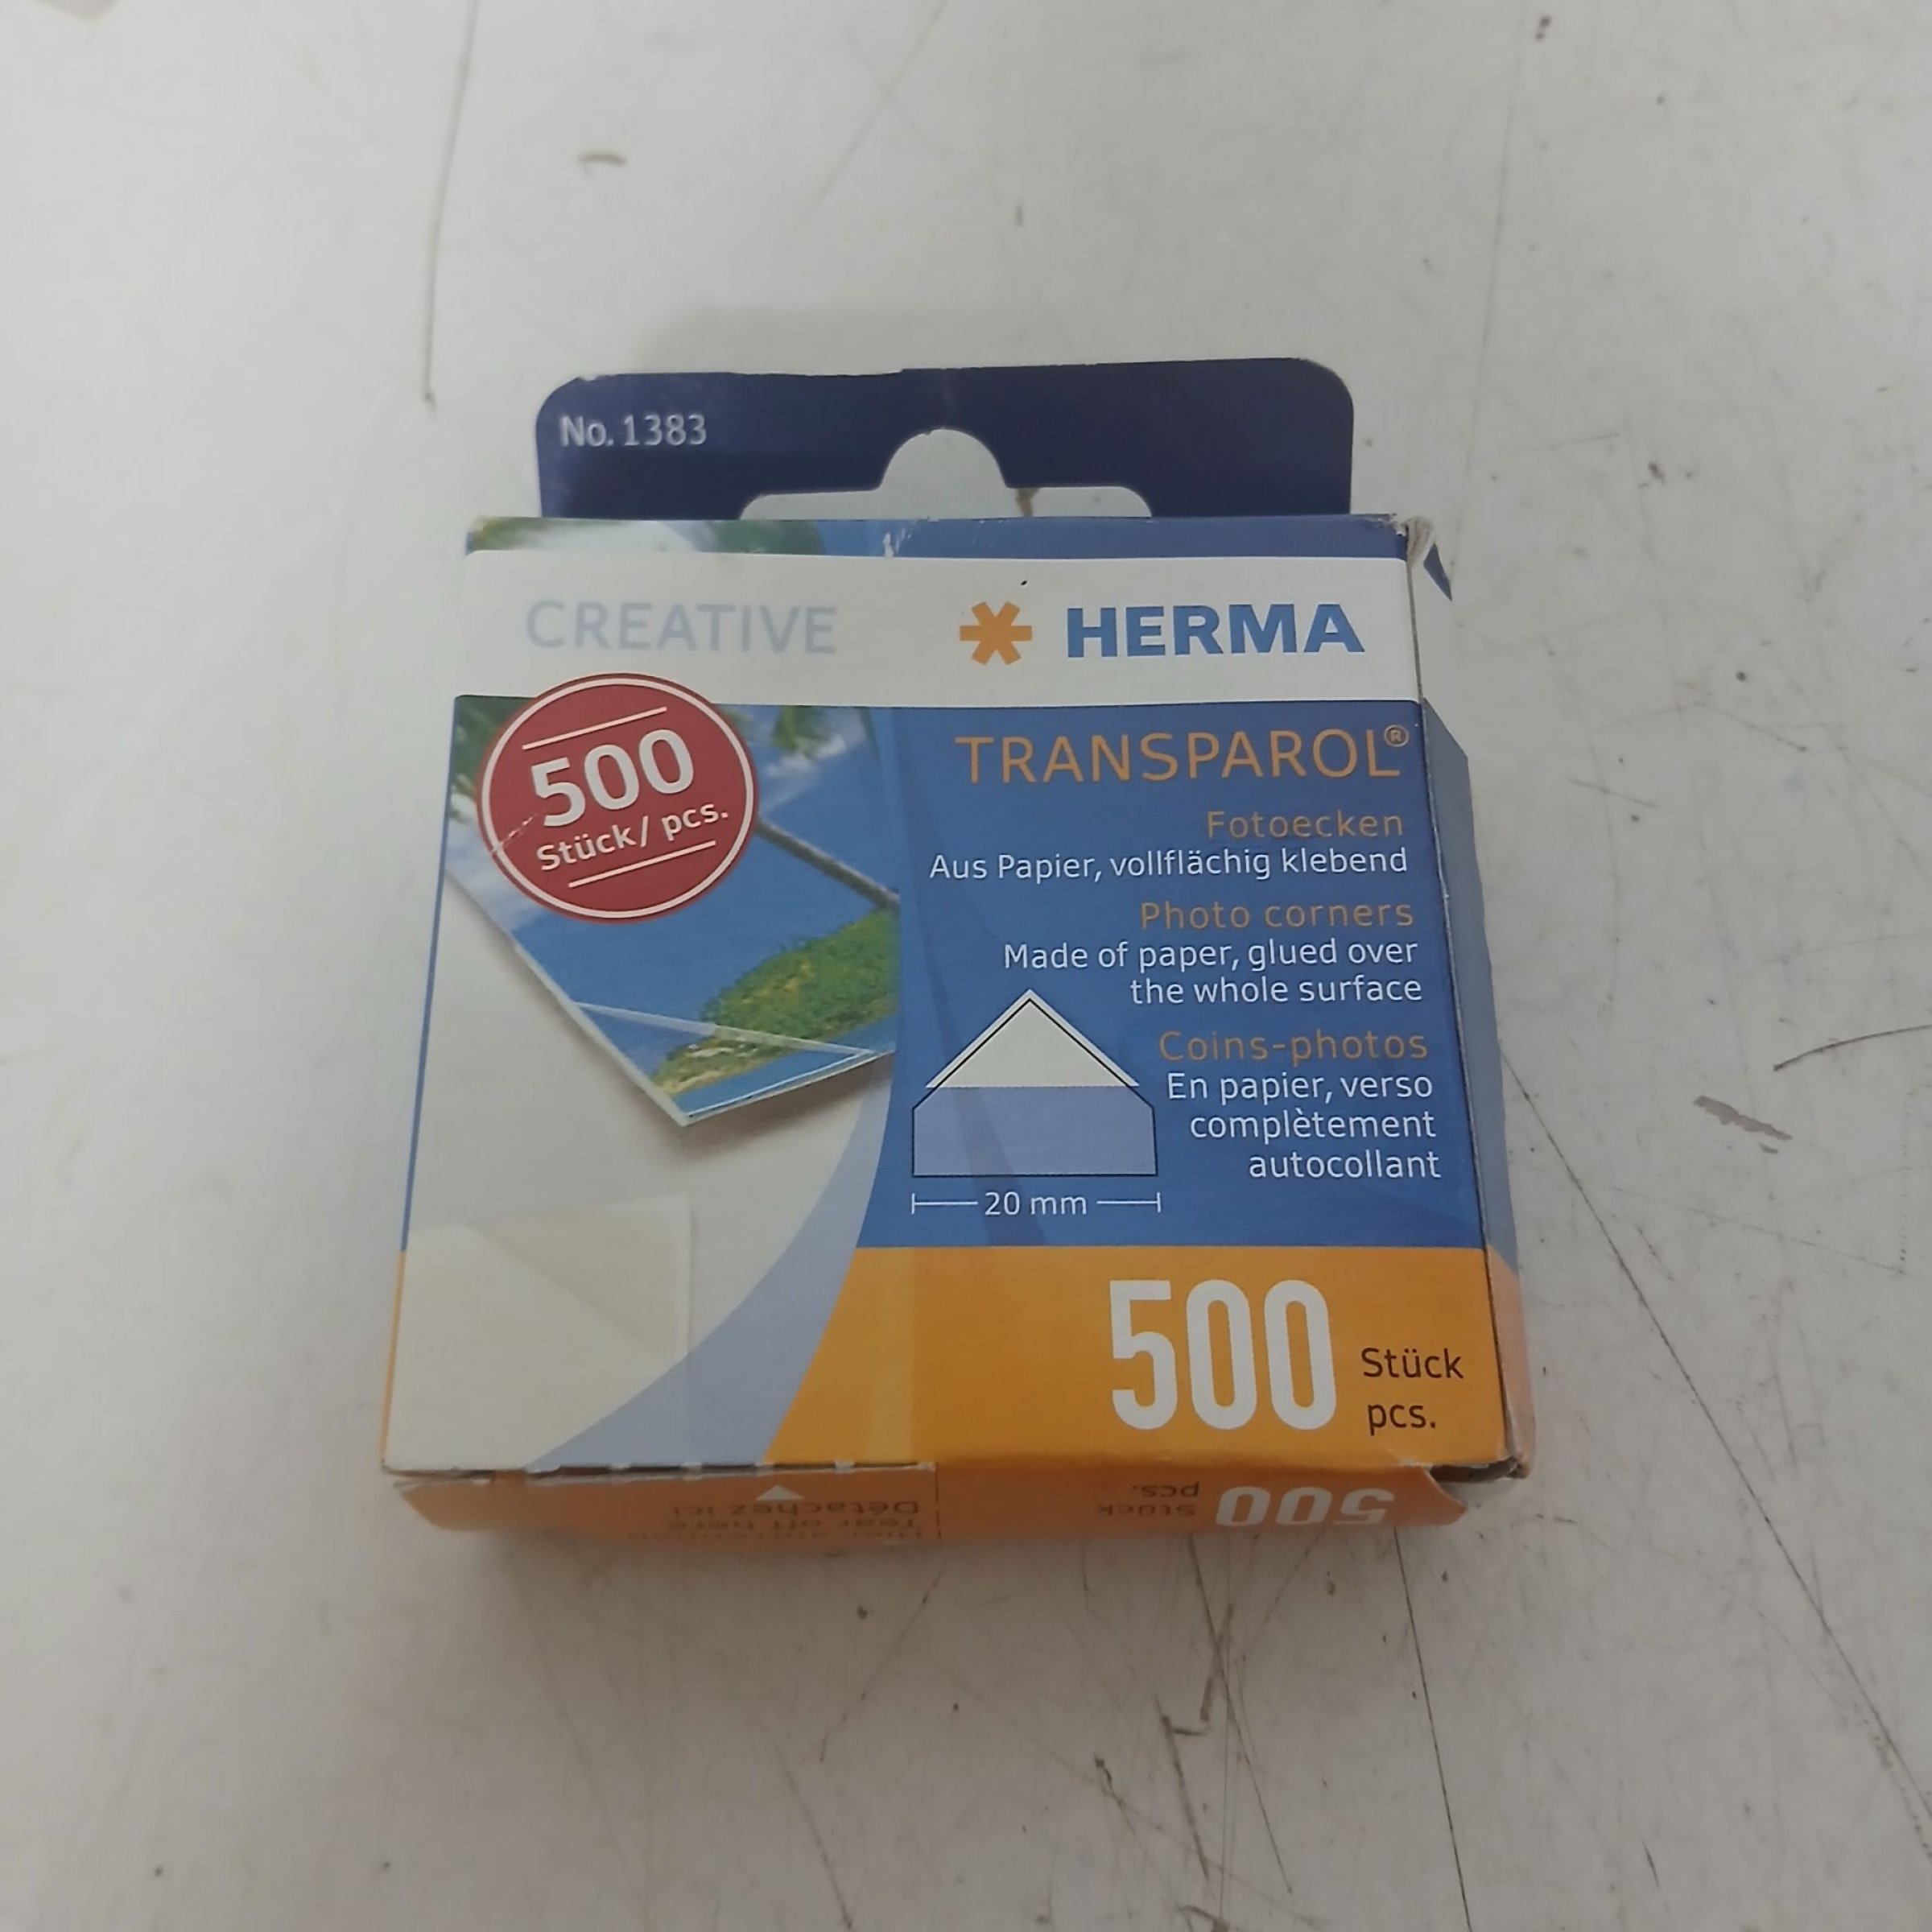 No. 1383
CREATIVE
HERMA
500
Stück/ pcs.
TRANSPAROL®
Fotoecken
Aus Papier, vollflächig klebend
Photo corners
Made of paper, glued over
the whole surface
Coins-photos
En papier, verso
complètement
autocollant
20 mm
500
Stück
pcs.
500
Stück
pcs.
Tear off here
Détachez ici